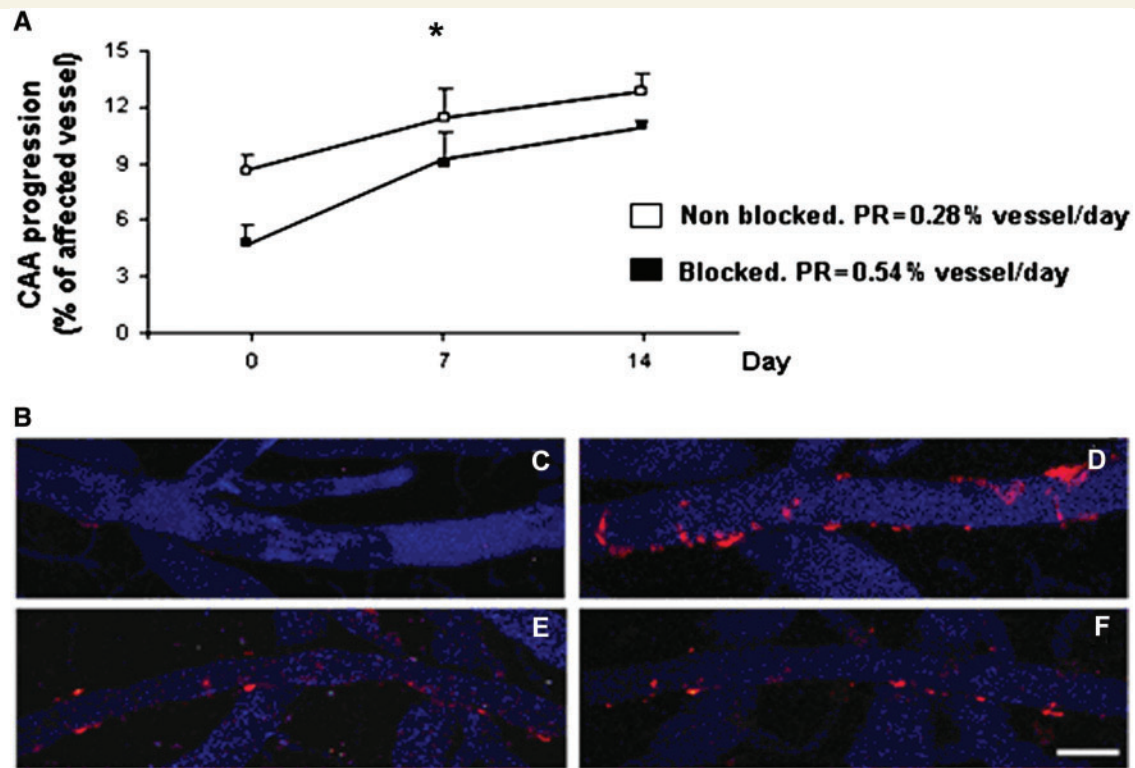 A
*
15
12
9
6
3
0
CAA progression
(% of affected vessel)
Non blocked. PR=0.28% vessel/day
Blocked. PR=0.54% vessel/day
0 7 14 Day
B
C D
E F